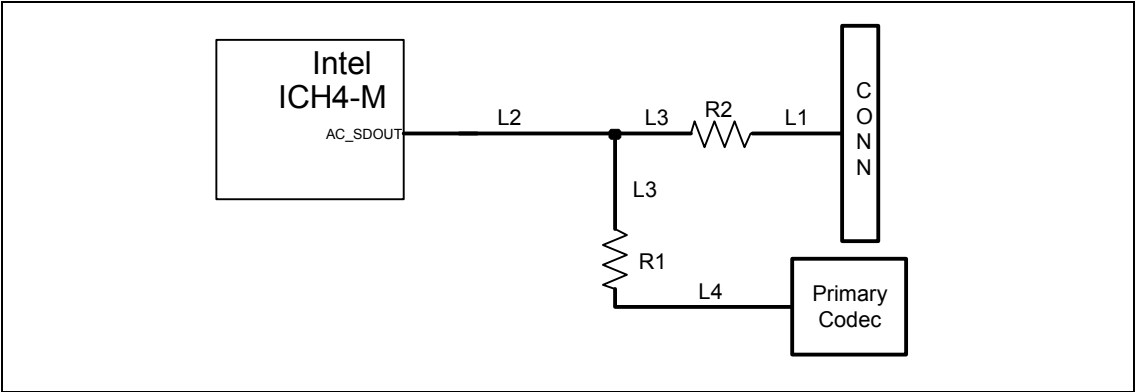 Intel
ICH4-M
AC_SDOUT
L2
L3
R2
L1
C
O
N
N
L3
R1
L4
Primary
Codec